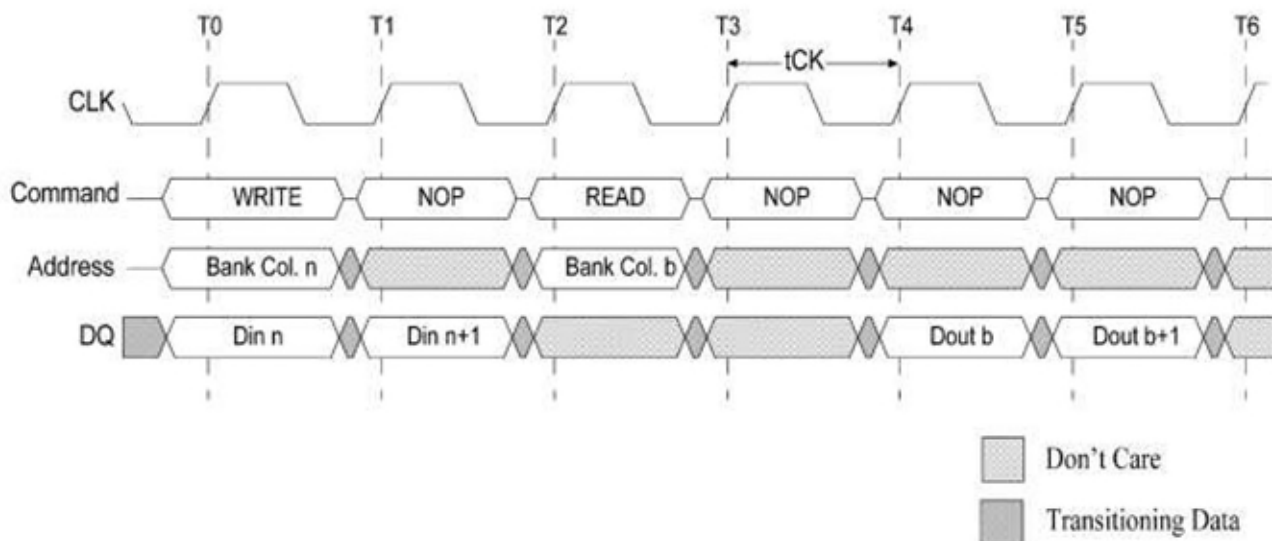 T0 T1 T2 T3 T4 T5 T6
tCK
CLK
Command WRITE NOP READ NOP NOP NOP
Address Bank Col. n Bank Col. b
DQ Din n Din n+1 Dout b Dout b+1
Don't Care
Transitioning Data